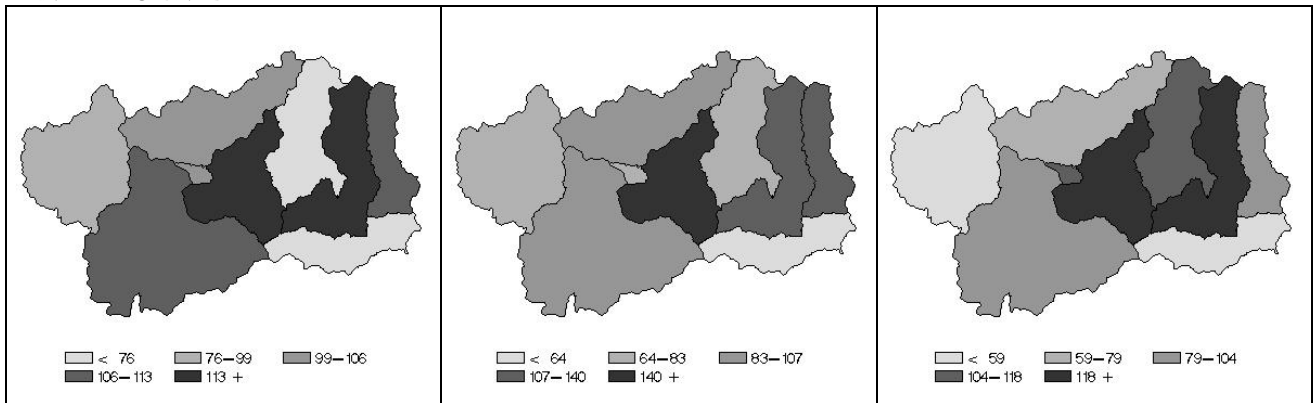 < 76 76–99 99–106
106–113 113 +
< 64 64–83 83–107
107–140 140 +
< 59 59–79 79–104
104–118 118 +